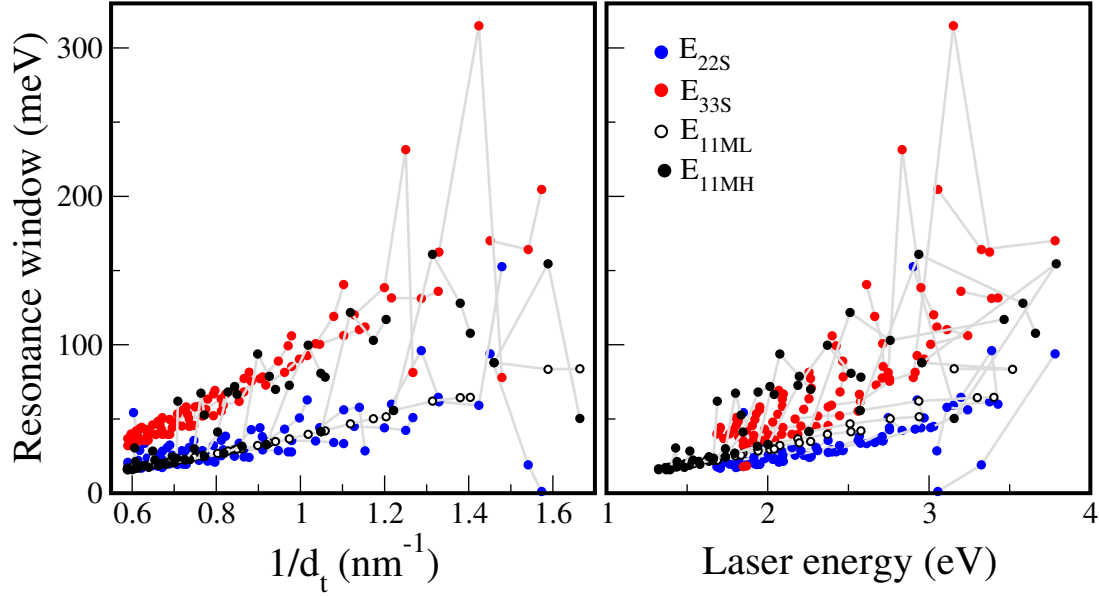 Resonance window (meV)
300
200
100
0
0.6 0.8 1 1.2 1.4 1.6
1/d_t (nm^-1)
E_22S
E_33S
E_11ML
E_11MH
1 2 3 4
Laser energy (eV)